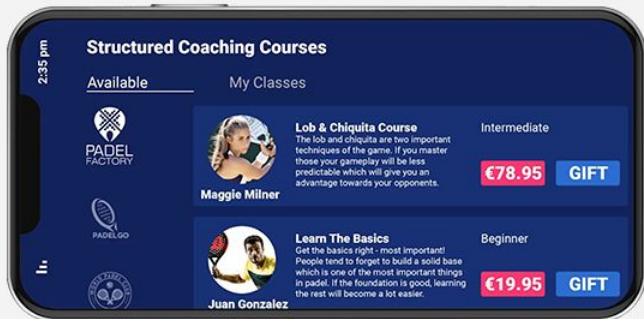 2:35 pm
Structured Coaching Courses
Available
My Classes
PADEL
FACTORY
Lob & Chiquita Course
The lob and chiquita are two important
techniques of the game. If you master
those your gameplay will be less
predictable which will give you an
advantage towards your opponents.
Maggie Milner
Intermediate
€78.95
GIFT
PADELGO
Learn The Basics
Get the basics right - most important!
People tend to forget to build a solid base
which is one of the most important things
in padel. If the foundation is good, learning
the rest will become a lot easier.
Juan Gonzalez
Beginner
€19.95
GIFT
WORLD PADEL CLUB